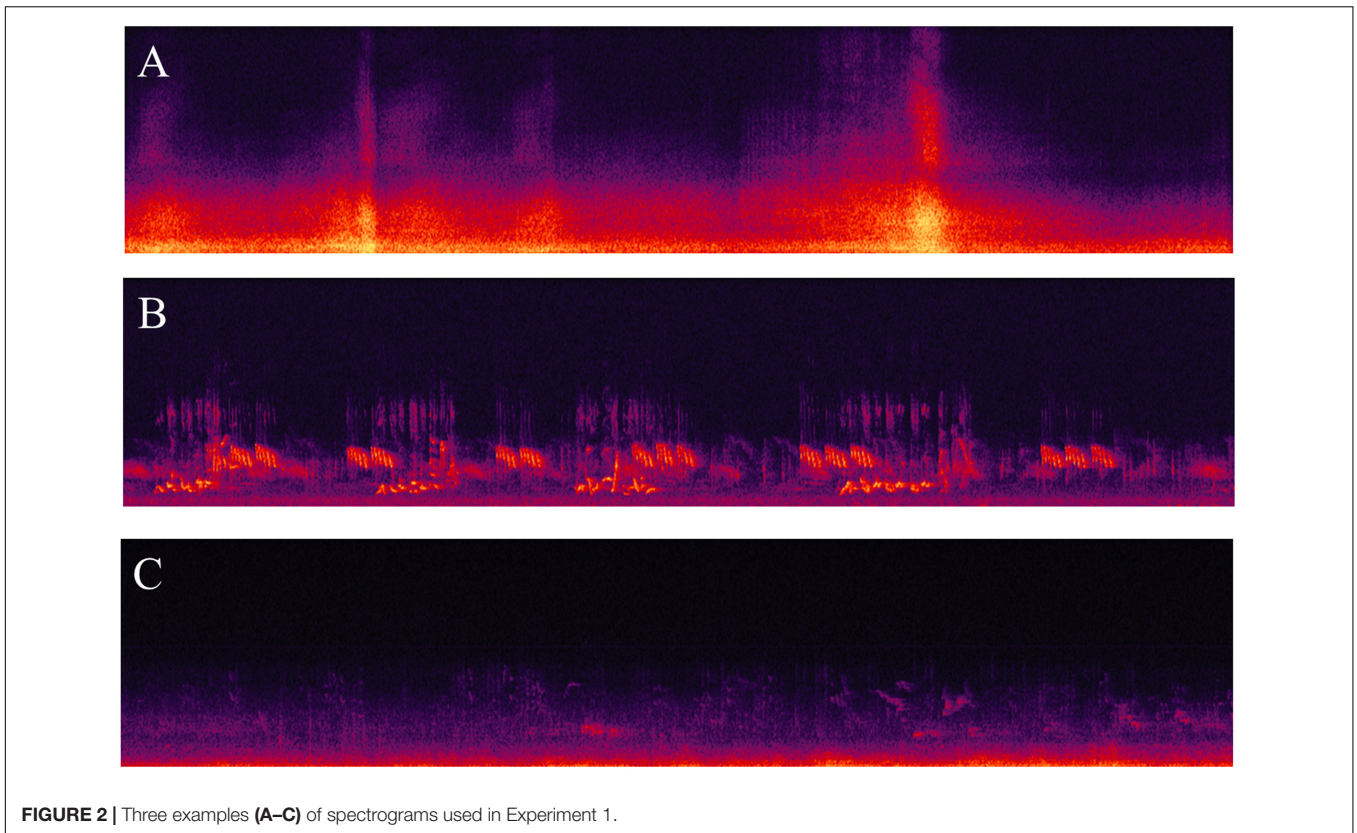 A
B
C
FIGURE 2 | Three examples (A–C) of spectrograms used in Experiment 1.